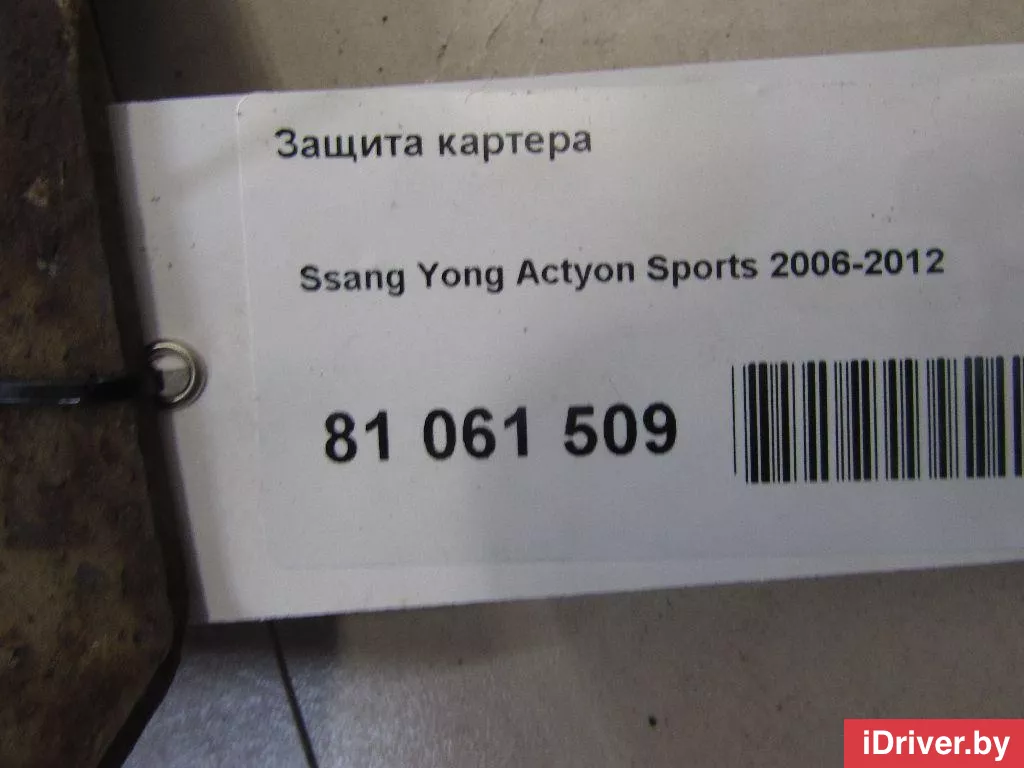 Защита картера
Ssang Yong Actyon Sports 2006-2012
81 061 509
iDriver.by